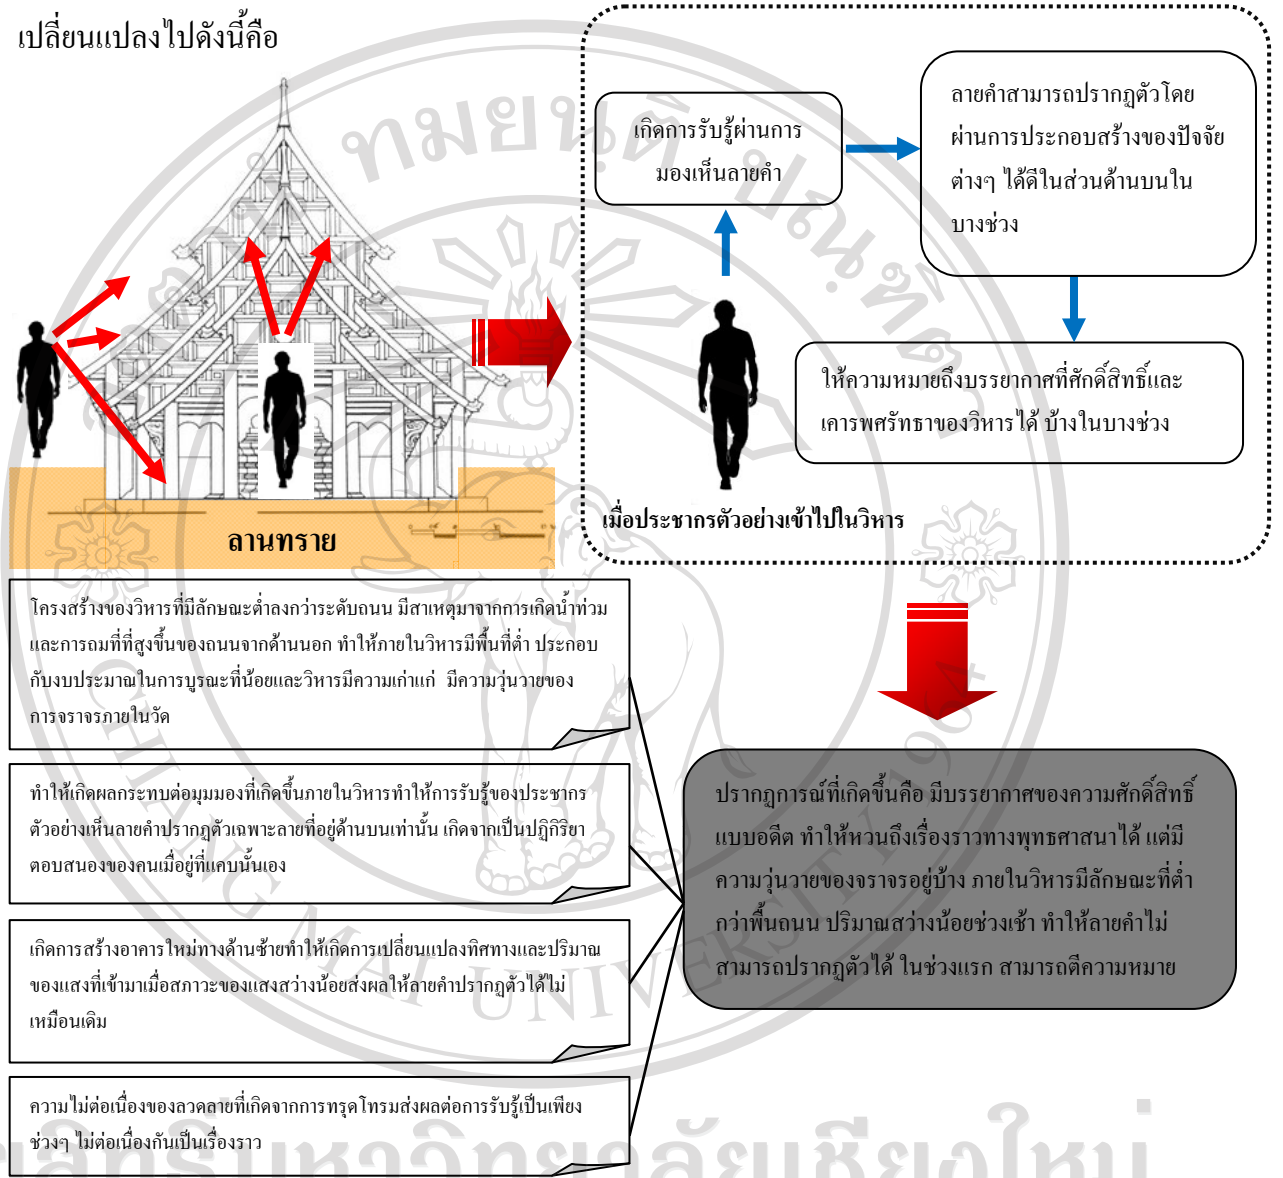 เปลี่ยนแปลงไปดังนี้คือ
เกิดการรับรู้ผ่านการ
มองเห็นลายคำ
ลายคำสามารถปรากฏตัวโดย
ผ่านการประกอบสร้างของปัจจัย
ต่างๆ ได้ดีในส่วนด้านบนใน
บางช่วง
ให้ความหมายถึงบรรยากาศที่ศักดิ์สิทธิ์และ
เคารพศรัทธาของวิหารได้ บ้างในบางช่วง
เมื่อประชากรตัวอย่างเข้าไปในวิหาร
ลานทราย
โครงสร้างของวิหารที่มีลักษณะต่ำลงกว่าระดับถนน มีสาเหตุมาจากการเกิดน้ำท่วม
และการถมที่ที่สูงขึ้นของถนนจากด้านนอก ทำให้ภายในวิหารมีพื้นที่ต่ำ ประกอบ
กับงบประมาณในการบูรณะที่น้อยและวิหารมีความเก่าแก่ มีความวุ่นวายของ
การจราจรภายในวัด
ทำให้เกิดผลกระทบต่อมุมมองที่เกิดขึ้นภายในวิหารทำให้การรับรู้ของประชากร
ตัวอย่างเห็นลายคำปรากฏตัวเฉพาะลายที่อยู่ด้านบนเท่านั้น เกิดจากเป็นปฏิกิริยา
ตอบสนองของคนเมื่ออยู่ที่แคบนั้นเอง
เกิดการสร้างอาคารใหม่ทางด้านซ้ายทำให้เกิดการเปลี่ยนแปลงทิศทางและปริมาณ
ของแสงที่เข้ามาเมื่อสภาวะของแสงสว่างน้อยส่งผลให้ลายคำปรากฏตัวได้ไม่
เหมือนเดิม
ความไม่ต่อเนื่องของลวดลายที่เกิดจากการทรุดโทรมส่งผลต่อการรับรู้เป็นเพียง
ช่วงๆ ไม่ต่อเนื่องกันเป็นเรื่องราว
ปรากฏการณ์ที่เกิดขึ้นคือ มีบรรยากาศของความศักดิ์สิทธิ์
แบบอดีต ทำให้หวนถึงเรื่องราวทางพุทธศาสนาได้ แต่มี
ความวุ่นวายของจราจรอยู่บ้าง ภายในวิหารมีลักษณะที่ต่ำ
กว่าพื้นถนน ปริมาณสว่างน้อยช่วงเช้า ทำให้ลายคำไม่
สามารถปรากฏตัวได้ ในช่วงแรก สามารถตีความหมาย
CHIANG MAI UNIVERSITY 1964